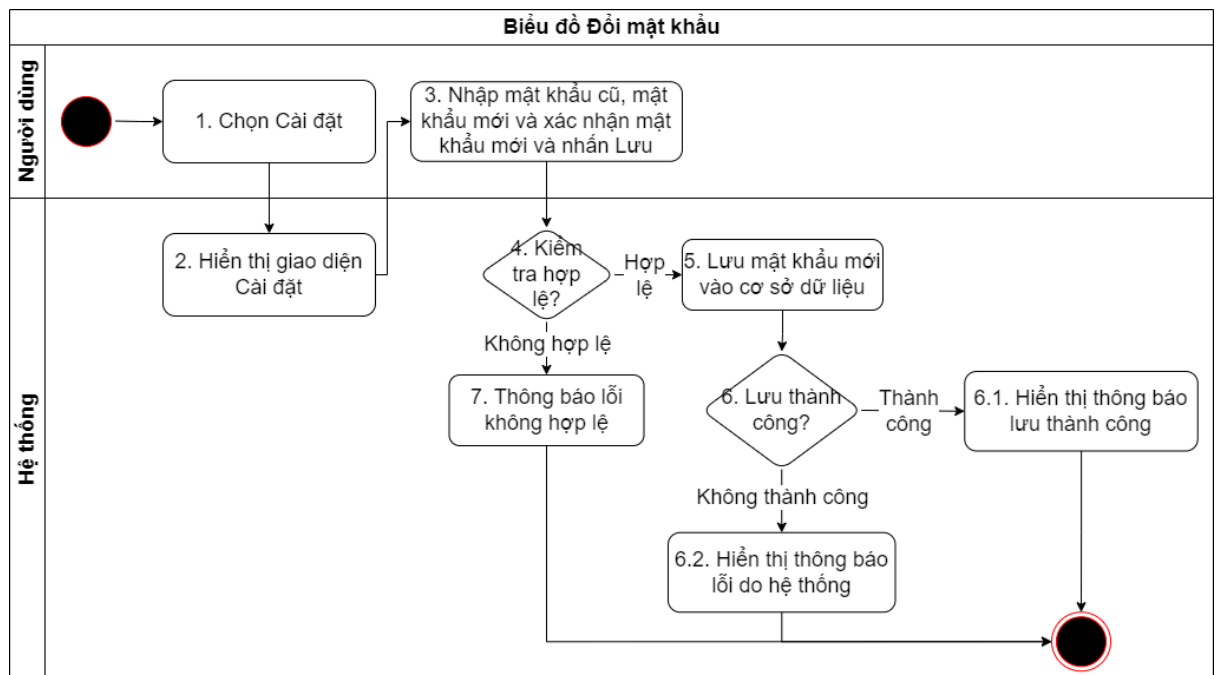 Biểu đồ Đổi mật khẩu
Người dùng
1. Chọn Cài đặt
3. Nhập mật khẩu cũ, mật
khẩu mới và xác nhận mật
khẩu mới và nhấn Lưu
Hệ thống
2. Hiển thị giao diện
Cài đặt
4. Kiểm
tra hợp
lệ?
Hợp
lệ
5. Lưu mật khẩu mới
vào cơ sở dữ liệu
Không hợp lệ
7. Thông báo lỗi
không hợp lệ
6. Lưu thành
công?
Thành
công
6.1. Hiển thị thông báo
lưu thành công
Không thành công
6.2. Hiển thị thông báo
lỗi do hệ thống